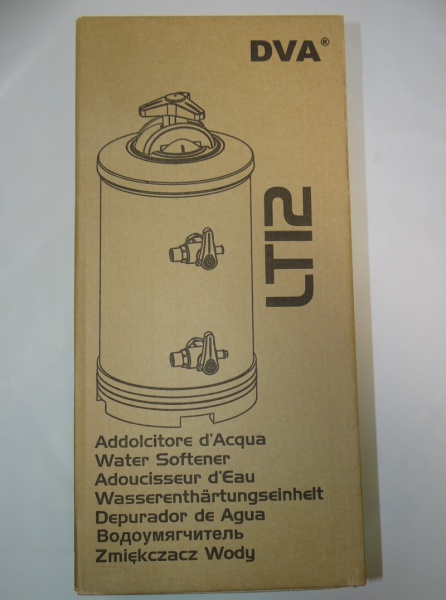 DVA®
LT12
Addolcitore d'Acqua
Water Softener
Adoucisseur d'Eau
Wasserenthärtungseinheit
Depurador de Agua
Водоумягчитель
Zmiękczacz Wody